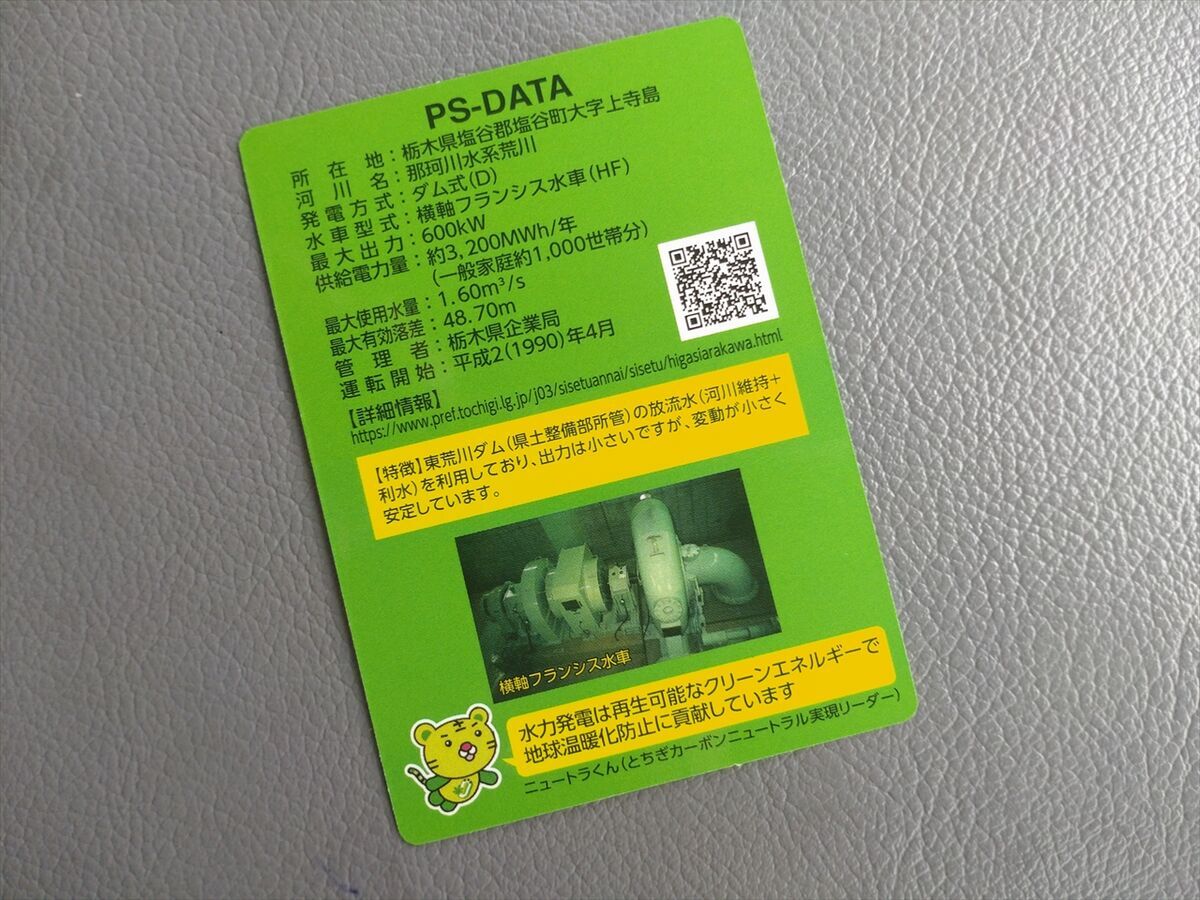 PS-DATA
所在地：栃木県塩谷郡塩谷町大字上寺島
河川名：那珂川水系荒川
発電方式：ダム式(D)
水車型式：横軸フランシス水車(HF)
最大出力：600kW
供給電力量：約3,200MWh/年
(一般家庭約1,000世帯分)
最大使用水量：1.60m³/s
最大有効落差：48.70m
管理者：栃木県企業局
運転開始：平成2(1990)年4月
【詳細情報】
https://www.pref.tochigi.lg.jp/j03/sisetuannai/sisetu/higasiarakawa.html
【特徴】東荒川ダム(県土整備部所管)の放流水(河川維持＋
利水)を利用しており、出力は小さいですが、変動が小さく
安定しています。
横軸フランシス水車
水力発電は再生可能なクリーンエネルギーで
地球温暖化防止に貢献しています
ニュートラくん(とちぎカーボンニュートラル実現リーダー)